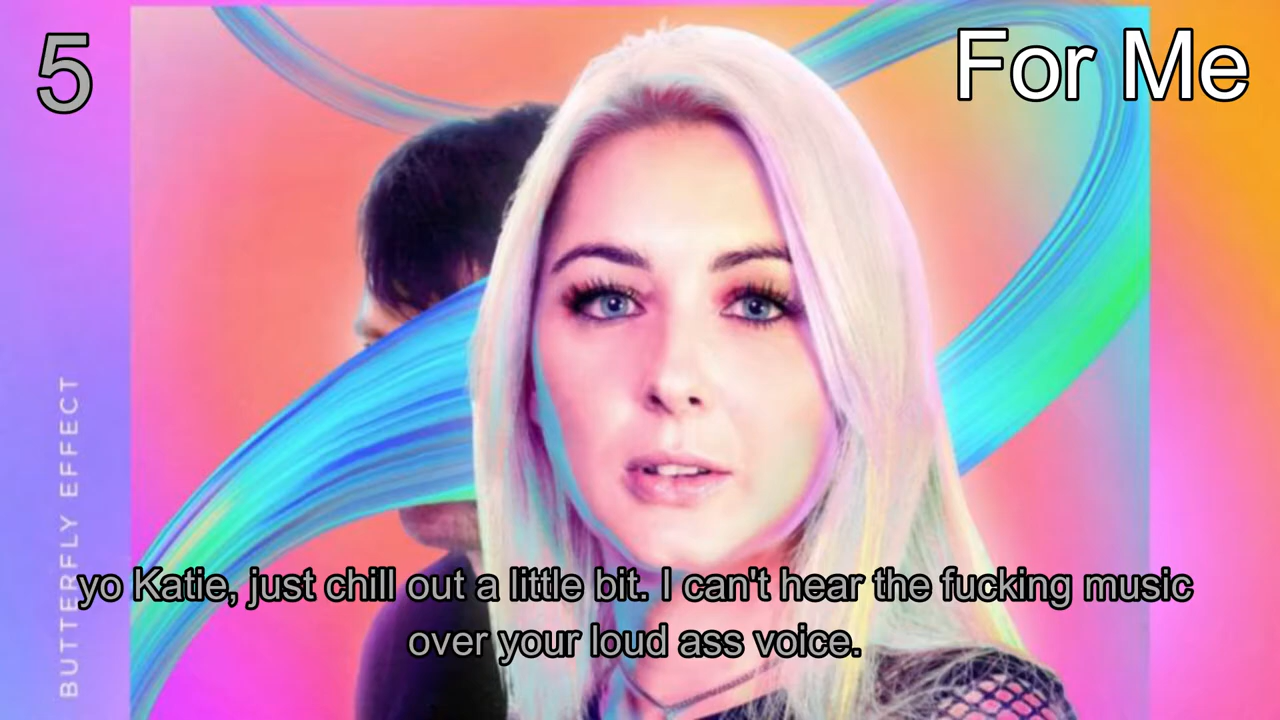 5
For Me
BUTTERFLY EFFECT
yo Katie, just chill out a little bit. I can't hear the fucking music
over your loud ass voice.